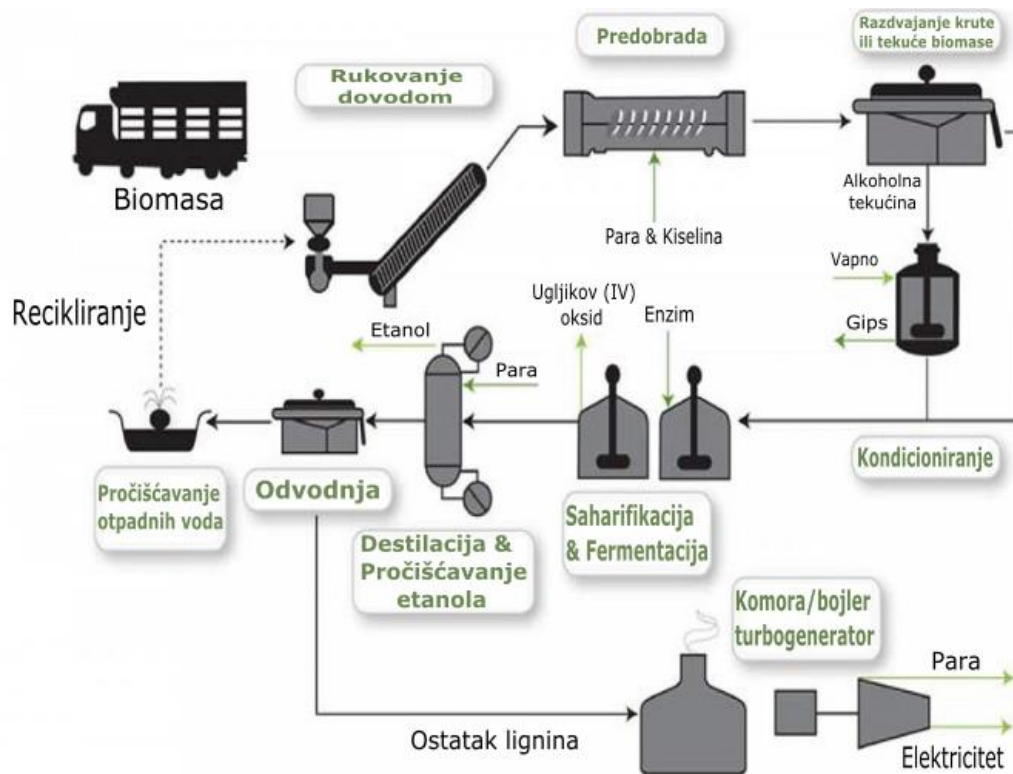 Predobrada
Razdvajanje krute
ili tekuće biomase
Rukovanje
dovodom
Biomasa
Para & Kiselina
Alkoholna
tekućina
Vapno
Gips
Recikliranje
Etanol
Para
Ugljikov (IV)
oksid
Enzim
Kondicioniranje
Pročišćavanje
otpadnih voda
Odvodnja
Destilacija &
Pročišćavanje
etanola
Saharifikacija
& Fermentacija
Komora/bojler
turbogenerator
Ostatak lignina
Para
Elektricitet